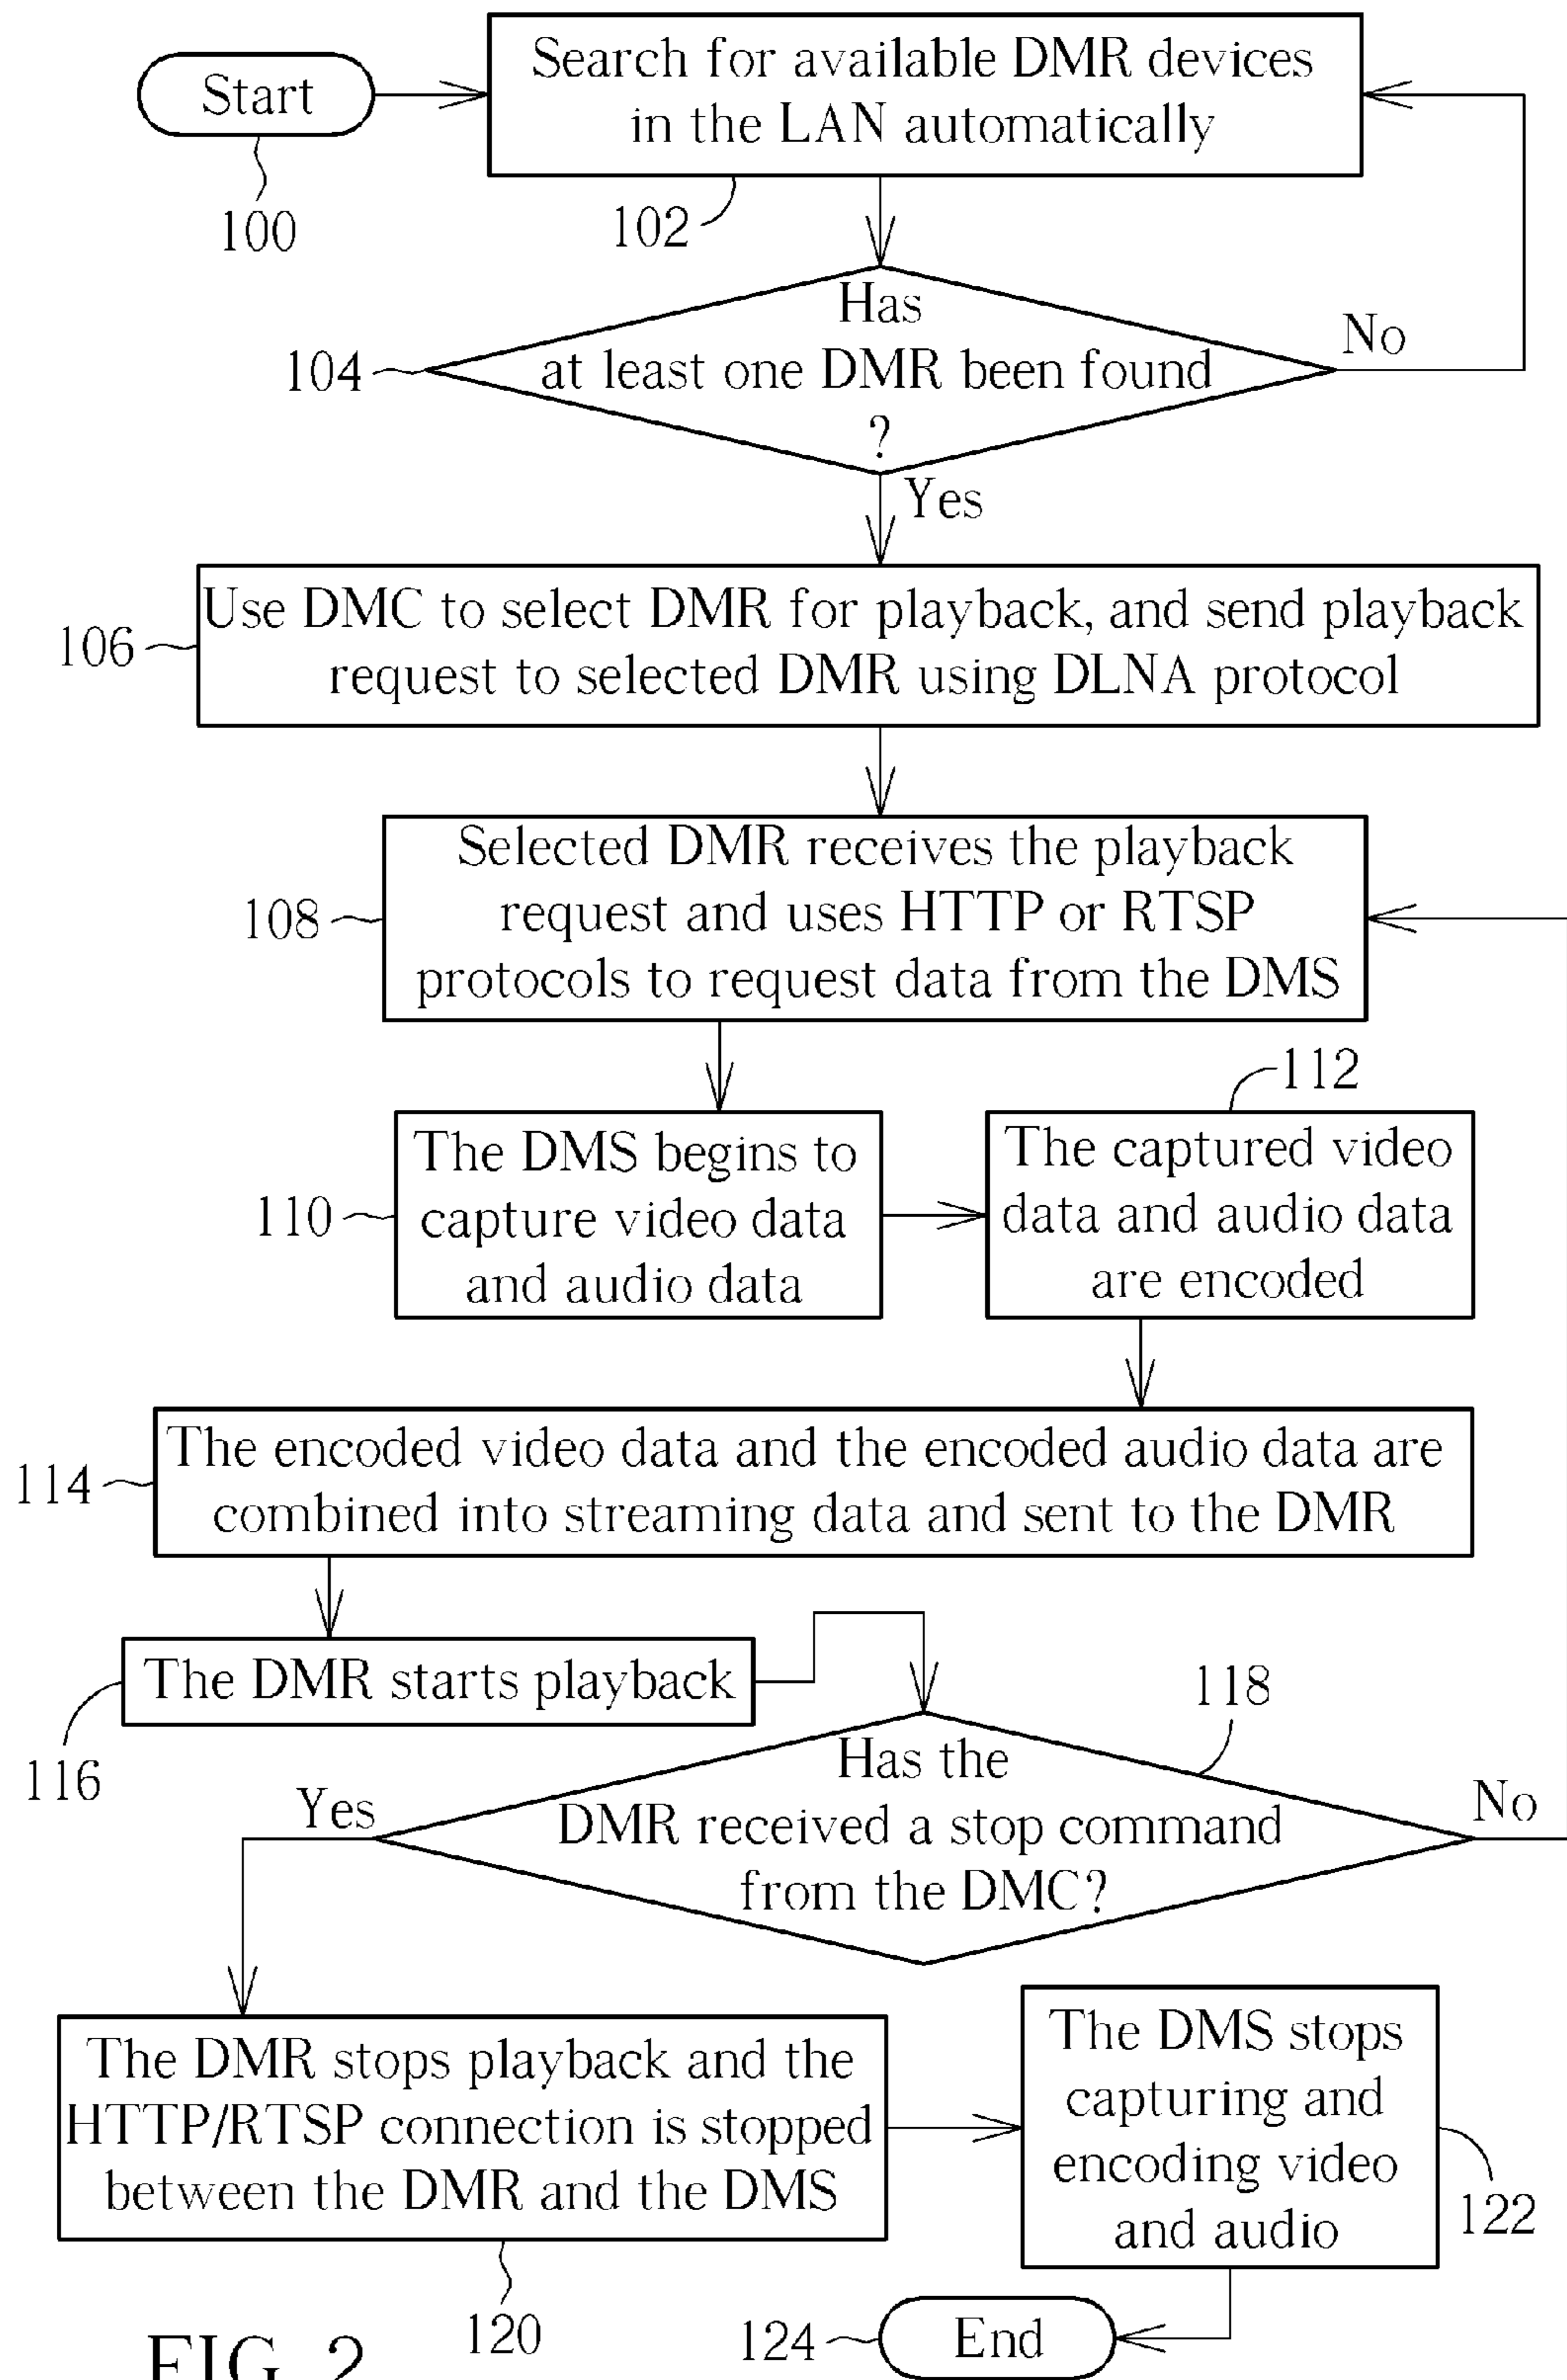 Start
100
Search for available DMR devices
in the LAN automatically
102
Has
at least one DMR been found
?
104
No
Yes
Use DMC to select DMR for playback, and send playback
request to selected DMR using DLNA protocol
106
Selected DMR receives the playback
request and uses HTTP or RTSP
protocols to request data from the DMS
108
The DMS begins to
capture video data
and audio data
110
112
The captured video
data and audio data
are encoded
The encoded video data and the encoded audio data are
combined into streaming data and sent to the DMR
114
The DMR starts playback
116
118
Has the
DMR received a stop command
from the DMC?
Yes
No
The DMR stops playback and the
HTTP/RTSP connection is stopped
between the DMR and the DMS
120
The DMS stops
capturing and
encoding video
and audio
122
124
End
FIG. 2